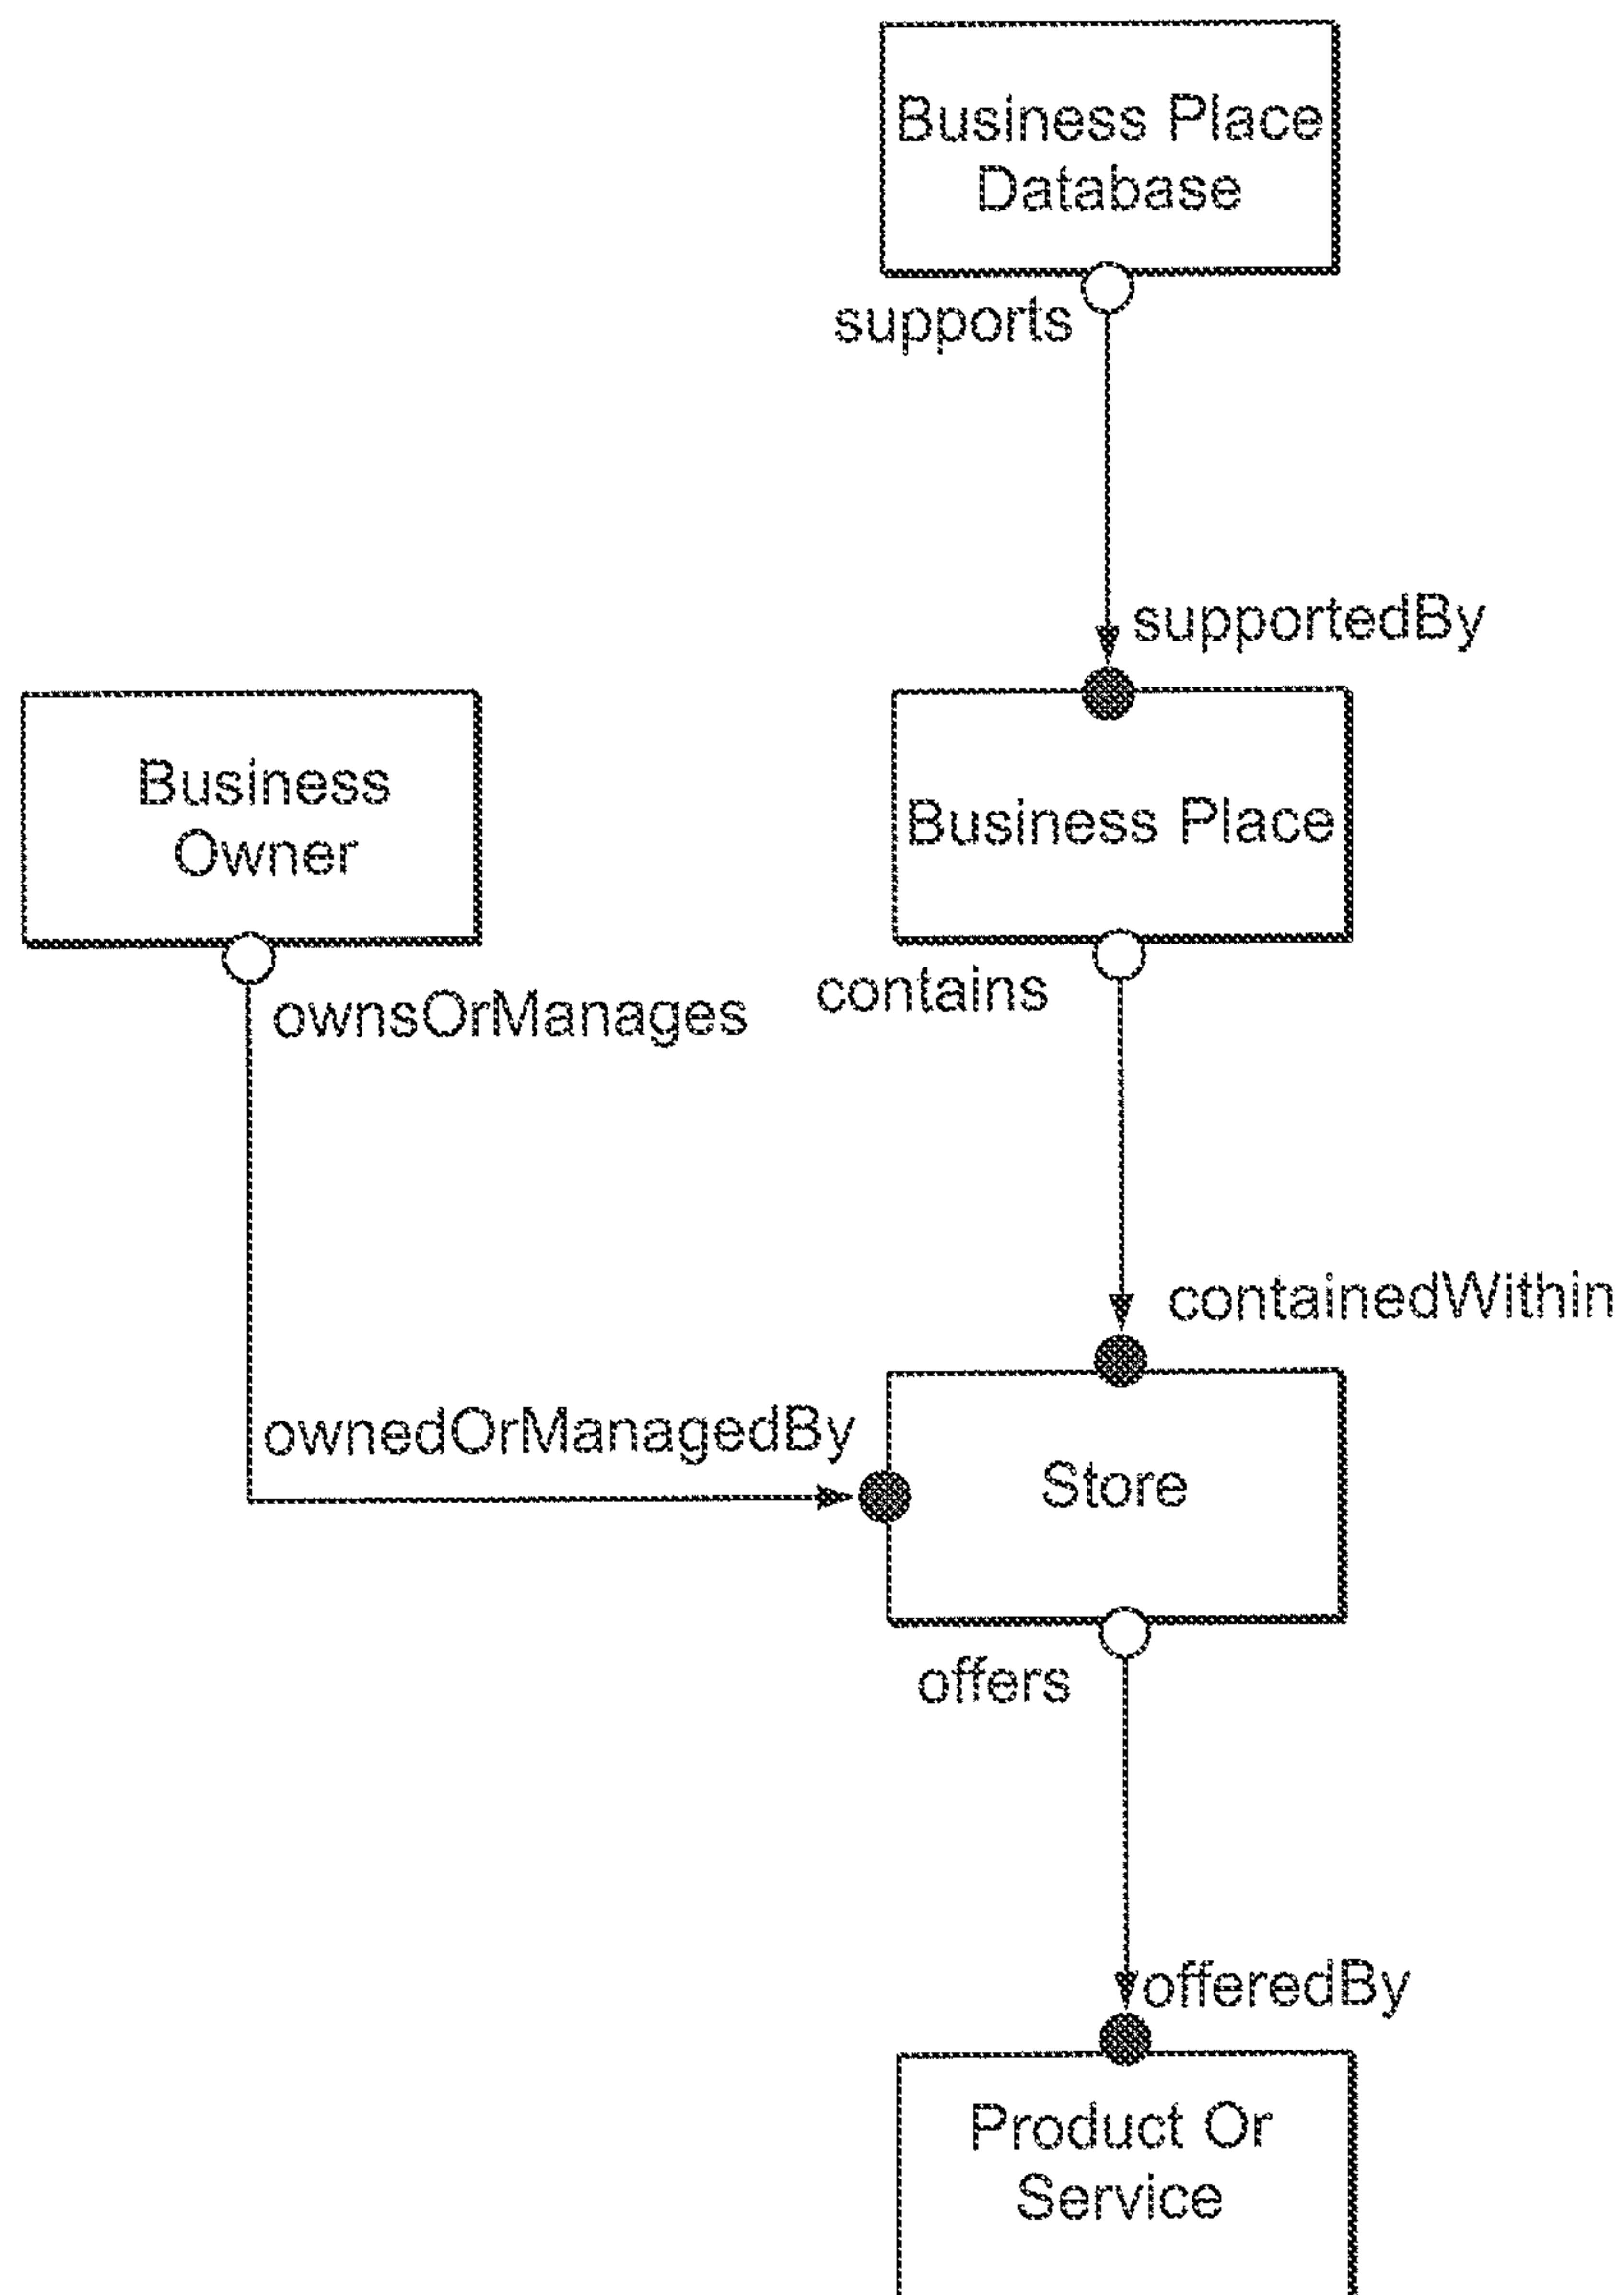 Business Place
Database
supports
supportedBy
Business
Owner
Business Place
ownsOrManages
contains
containedWithin
ownedOrManagedBy
Store
offers
offeredBy
Product Or
Service